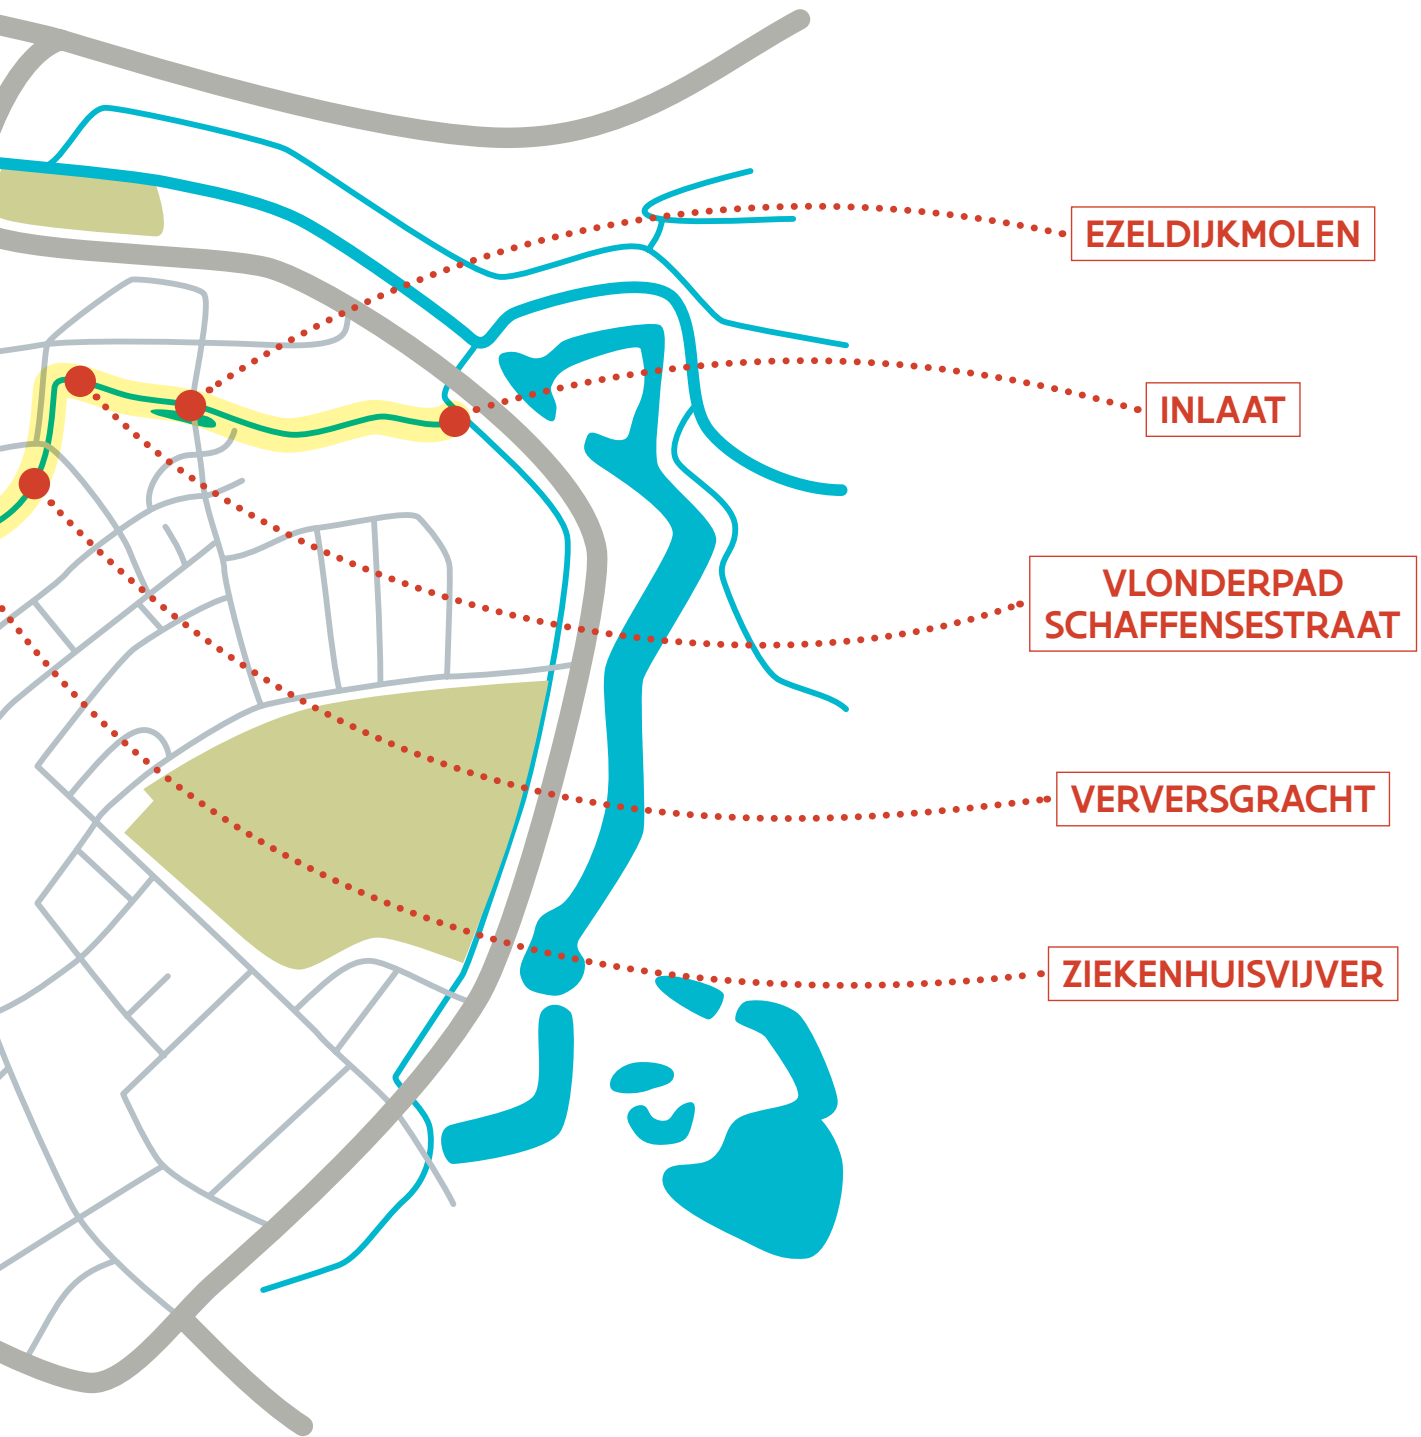 EZELDIJKMOLEN
INLAAT
VLONDERPAD
SCHAFFENSESTRAAT
VERVERSGRACHT
ZIEKENHUISVIJVER